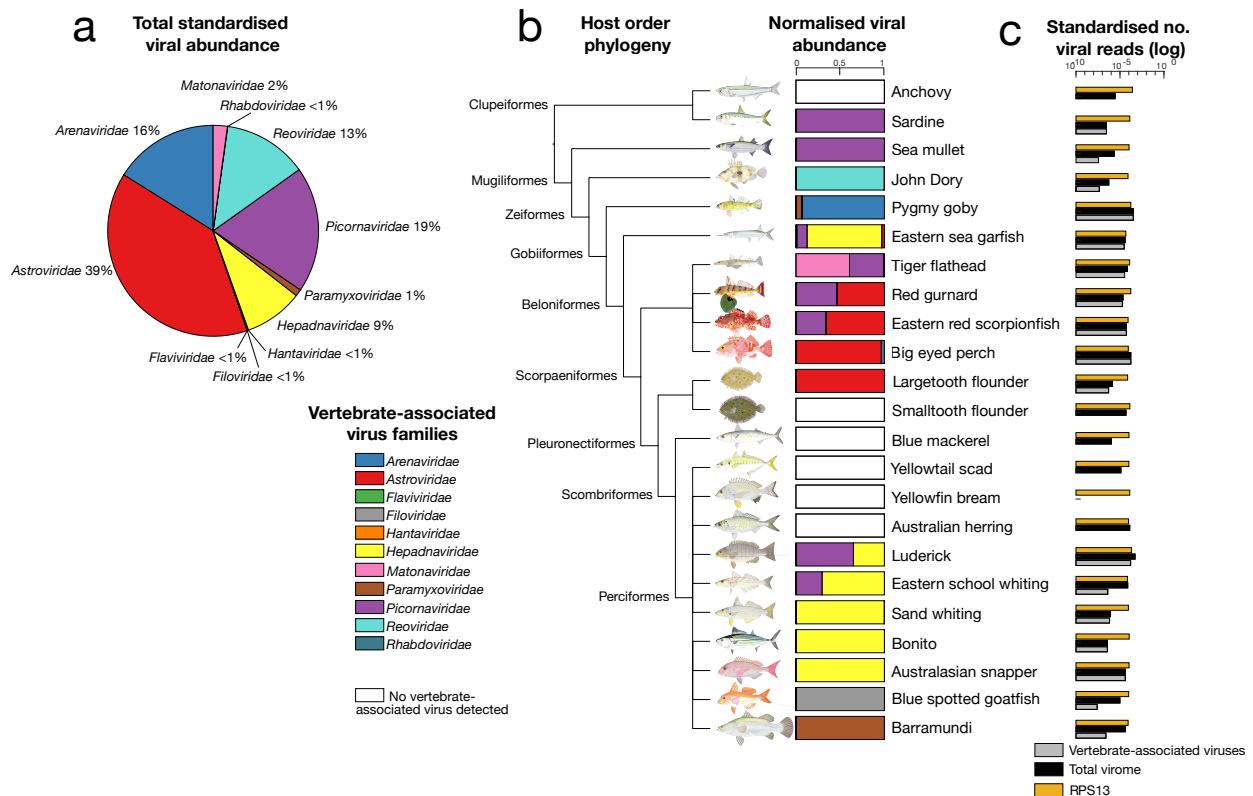 a
Total standardised
viral abundance
Matonaviridae 2%
Rhabdoviridae <1%
Reoviridae 13%
Arenaviridae 16%
Picornaviridae 19%
Astroviridae 39%
Paramyxoviridae 1%
Hepadnaviridae 9%
Flaviviridae <1%
Hantaviridae <1%
Filoviridae <1%
Vertebrate-associated
virus families
Arenaviridae
Astroviridae
Flaviviridae
Filoviridae
Hantaviridae
Hepadnaviridae
Matonaviridae
Paramyxoviridae
Picornaviridae
Reoviridae
Rhabdoviridae
No vertebrate-
associated virus detected
b
Host order
phylogeny
Clupeiformes
Mugiliformes
Zeiformes
Gobiiformes
Beloniformes
Scorpaeniformes
Pleuronectiformes
Scombriformes
Perciformes
Normalised viral
abundance
0 0.5 1
Anchovy
Sardine
Sea mullet
John Dory
Pygmy goby
Eastern sea garfish
Tiger flathead
Red gurnard
Eastern red scorpionfish
Big eyed perch
Largetooth flounder
Smalltooth flounder
Blue mackerel
Yellowtail scad
Yellowfin bream
Australian herring
Luderick
Eastern school whiting
Sand whiting
Bonito
Australasian snapper
Blue spotted goatfish
Barramundi
c
Standardised no.
viral reads (log)
10^10 10^-5 10^0
Vertebrate-associated viruses
Total virome
RPS13